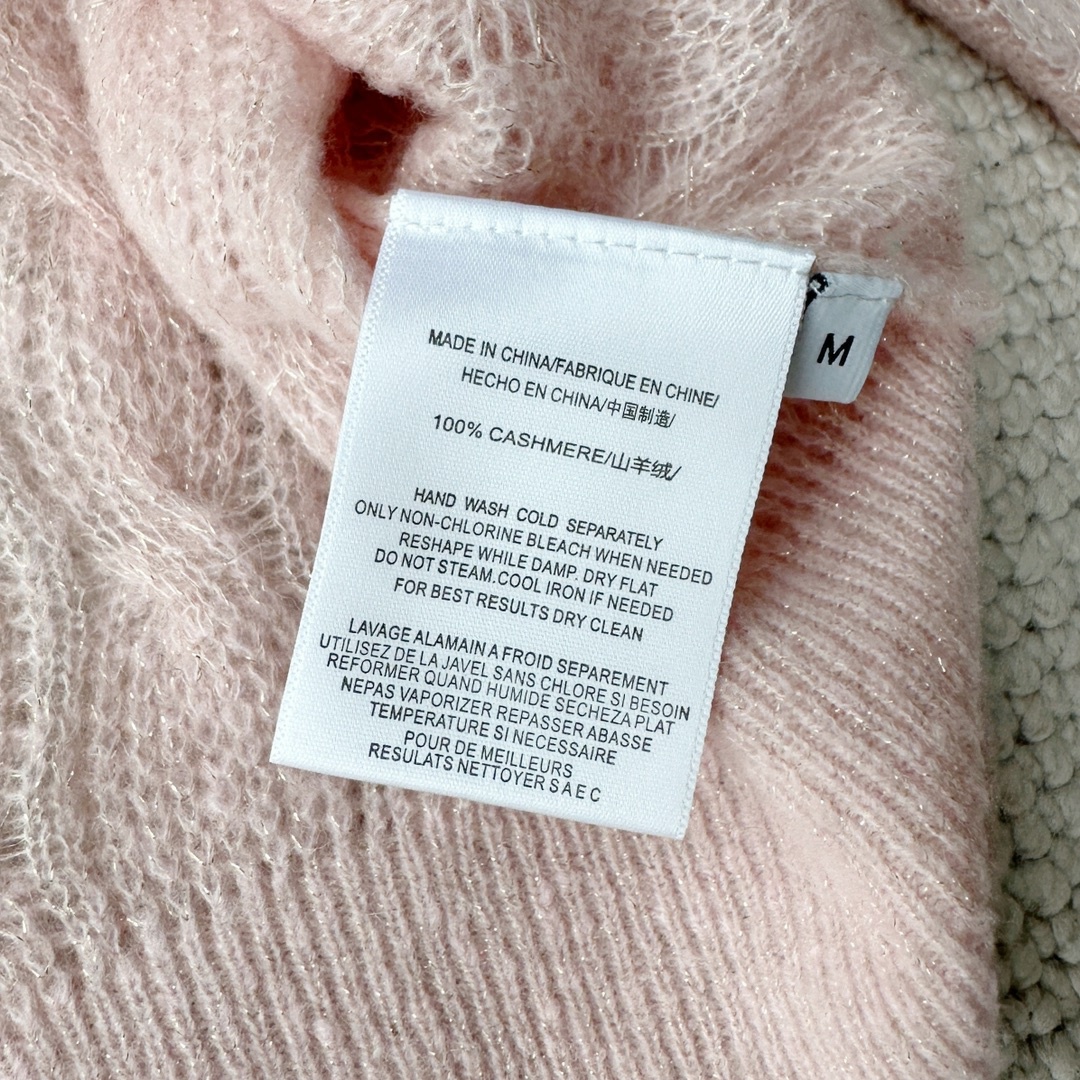 MADE IN CHINA/FABRIQUE EN CHINE/
HECHO EN CHINA/中国制造/
100% CASHMERE/山羊绒/
HAND WASH COLD SEPARATELY
ONLY NON-CHLORINE BLEACH WHEN NEEDED
RESHAPE WHILE DAMP. DRY FLAT
DO NOT STEAM.COOL IRON IF NEEDED
FOR BEST RESULTS DRY CLEAN
LAVAGE ALAMAIN A FROID SEPAREMENT
UTILISEZ DE LA JAVEL SANS CHLORE SI BESOIN
REFORMER QUAND HUMIDE SECHEZA PLAT
NEPAS VAPORIZER REPASSER ABASSE
TEMPERATURE SI NECESSAIRE
POUR DE MEILLEURS
RESULATS NETTOYER S A E C
M